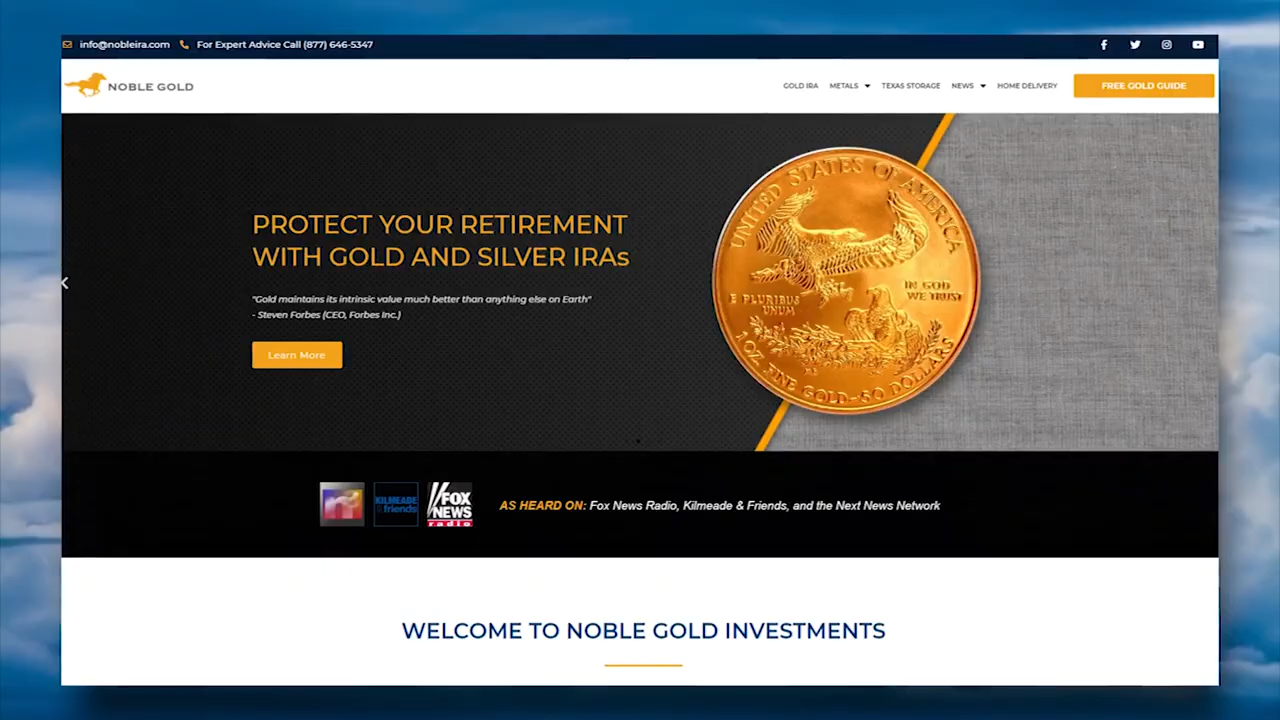 info@nobleira.com For Expert Advice Call (877) 646-5347
NOBLE GOLD
GOLD IRA METALS TEXAS STORAGE NEWS HOME DELIVERY FREE GOLD GUIDE
PROTECT YOUR RETIREMENT
WITH GOLD AND SILVER IRAs
"Gold maintains its intrinsic value much better than anything else on Earth"
- Steven Forbes (CEO, Forbes Inc.)
Learn More
UNITED STATES OF AMERICA
IN GOD
WE TRUST
E PLURIBUS
UNUM
1 OZ. FINE GOLD-50 DOLLARS
KILMEADE
friends
FOX
NEWS
radio
AS HEARD ON: Fox News Radio, Kilmeade & Friends, and the Next News Network
WELCOME TO NOBLE GOLD INVESTMENTS